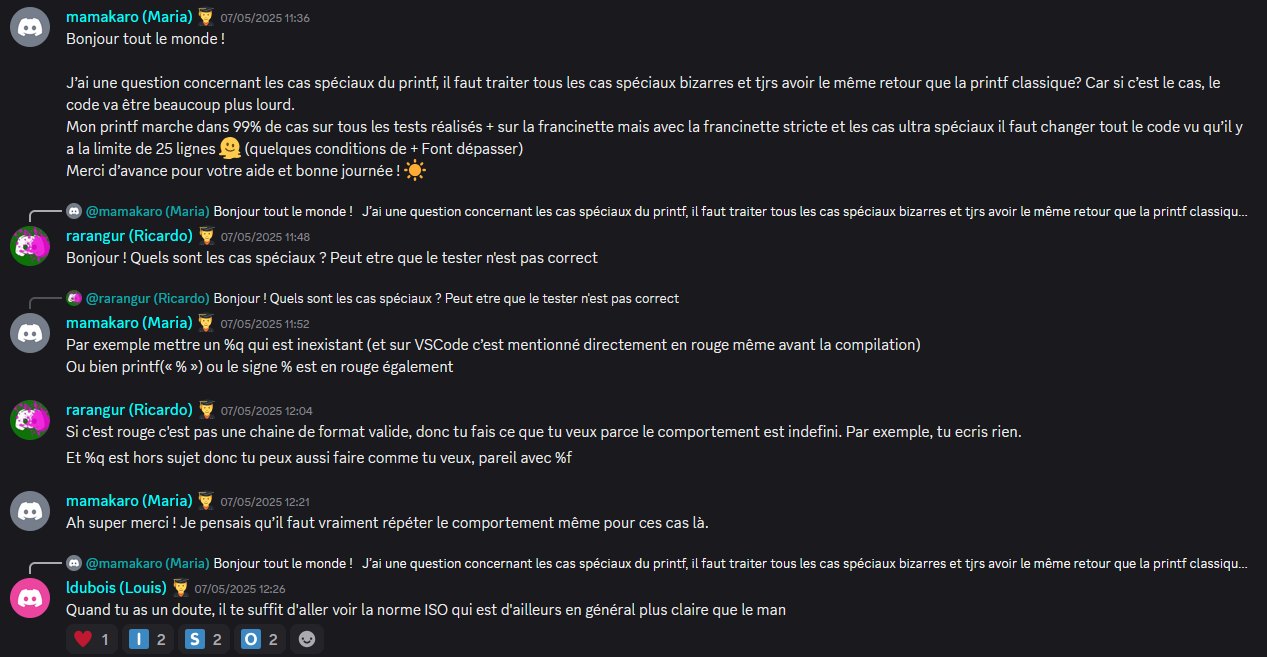 mamakaro (Maria) 07/05/2025 11:36
Bonjour tout le monde !
J'ai une question concernant les cas spéciaux du printf, il faut traiter tous les cas spéciaux bizarres et tjrs avoir le même retour que la printf classique? Car si c'est le cas, le
code va être beaucoup plus lourd.
Mon printf marche dans 99% de cas sur tous les tests réalisés + sur la francinette mais avec la francinette stricte et les cas ultra spéciaux il faut changer tout le code vu qu'il y
a la limite de 25 lignes 🫠 (quelques conditions de + Font dépasser)
Merci d'avance pour votre aide et bonne journée ! ☀️
@mamakaro (Maria) Bonjour tout le monde ! J'ai une question concernant les cas spéciaux du printf, il faut traiter tous les cas spéciaux bizarres et tjrs avoir le même retour que la printf classiqu...
rarangur (Ricardo) 07/05/2025 11:48
Bonjour ! Quels sont les cas spéciaux ? Peut etre que le tester n'est pas correct
@rarangur (Ricardo) Bonjour ! Quels sont les cas spéciaux ? Peut etre que le tester n'est pas correct
mamakaro (Maria) 07/05/2025 11:52
Par exemple mettre un %q qui est inexistant (et sur VSCode c'est mentionné directement en rouge même avant la compilation)
Ou bien printf(« % ») ou le signe % est en rouge également
rarangur (Ricardo) 07/05/2025 12:04
Si c'est rouge c'est pas une chaine de format valide, donc tu fais ce que tu veux parce le comportement est indefini. Par exemple, tu ecris rien.
Et %q est hors sujet donc tu peux aussi faire comme tu veux, pareil avec %f
mamakaro (Maria) 07/05/2025 12:21
Ah super merci ! Je pensais qu'il faut vraiment répéter le comportement même pour ces cas là.
@mamakaro (Maria) Bonjour tout le monde ! J'ai une question concernant les cas spéciaux du printf, il faut traiter tous les cas spéciaux bizarres et tjrs avoir le même retour que la printf classiqu...
ldubois (Louis) 07/05/2025 12:26
Quand tu as un doute, il te suffit d'aller voir la norme ISO qui est d'ailleurs en général plus claire que le man
1 I 2 S 2 O 2